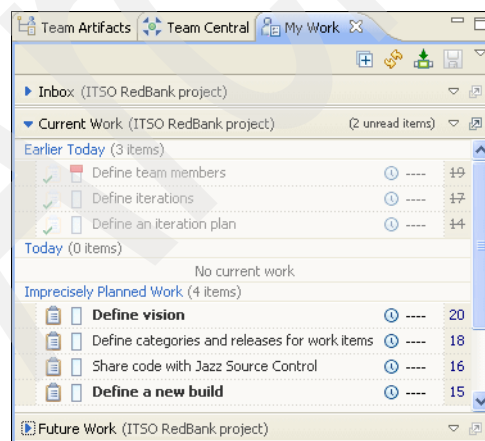 Team Artifacts Team Central My Work
Inbox (ITSO RedBank project)
Current Work (ITSO RedBank project) (2 unread items)
Earlier Today (3 items)
Define team members ---- 19
Define iterations ---- 17
Define an iteration plan ---- 14
Today (0 items)
No current work
Imprecisely Planned Work (4 items)
Define vision ---- 20
Define categories and releases for work items ---- 18
Share code with Jazz Source Control ---- 16
Define a new build ---- 15
Future Work (ITSO RedBank project)